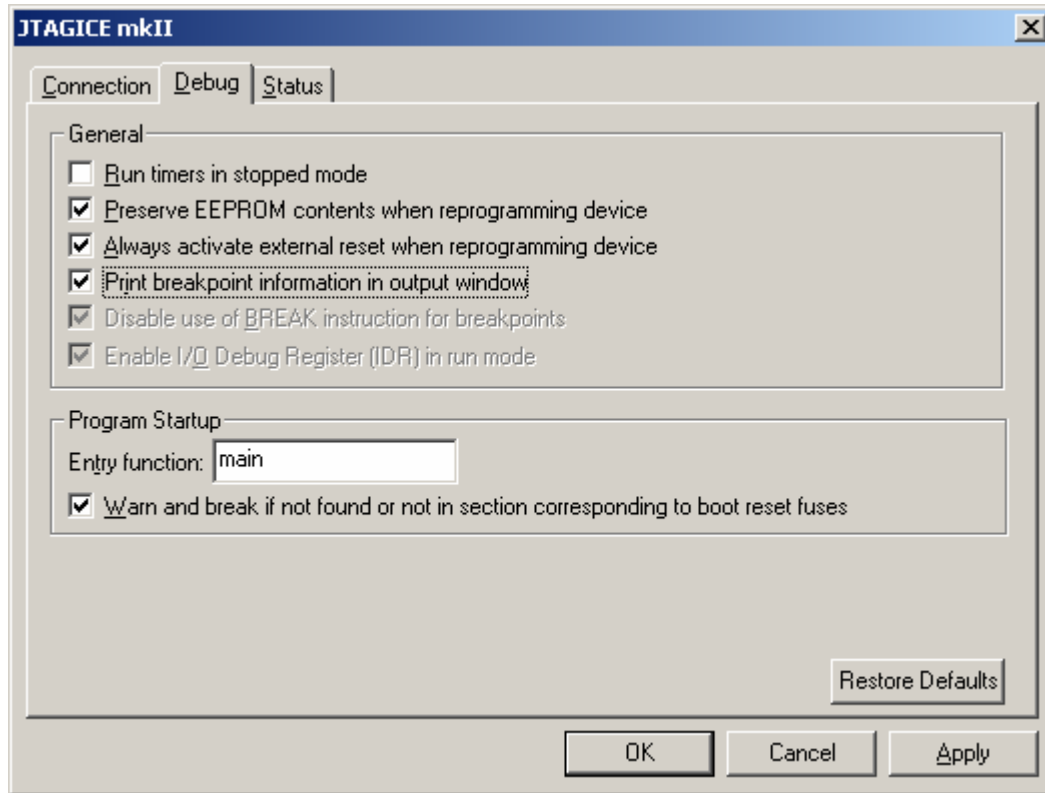 JTAGICE mkII
Connection Debug Status
General
Run timers in stopped mode
Preserve EEPROM contents when reprogramming device
Always activate external reset when reprogramming device
Print breakpoint information in output window
Disable use of BREAK instruction for breakpoints
Enable I/O Debug Register (IDR) in run mode
Program Startup
Entry function: main
Warn and break if not found or not in section corresponding to boot reset fuses
Restore Defaults
OK Cancel Apply